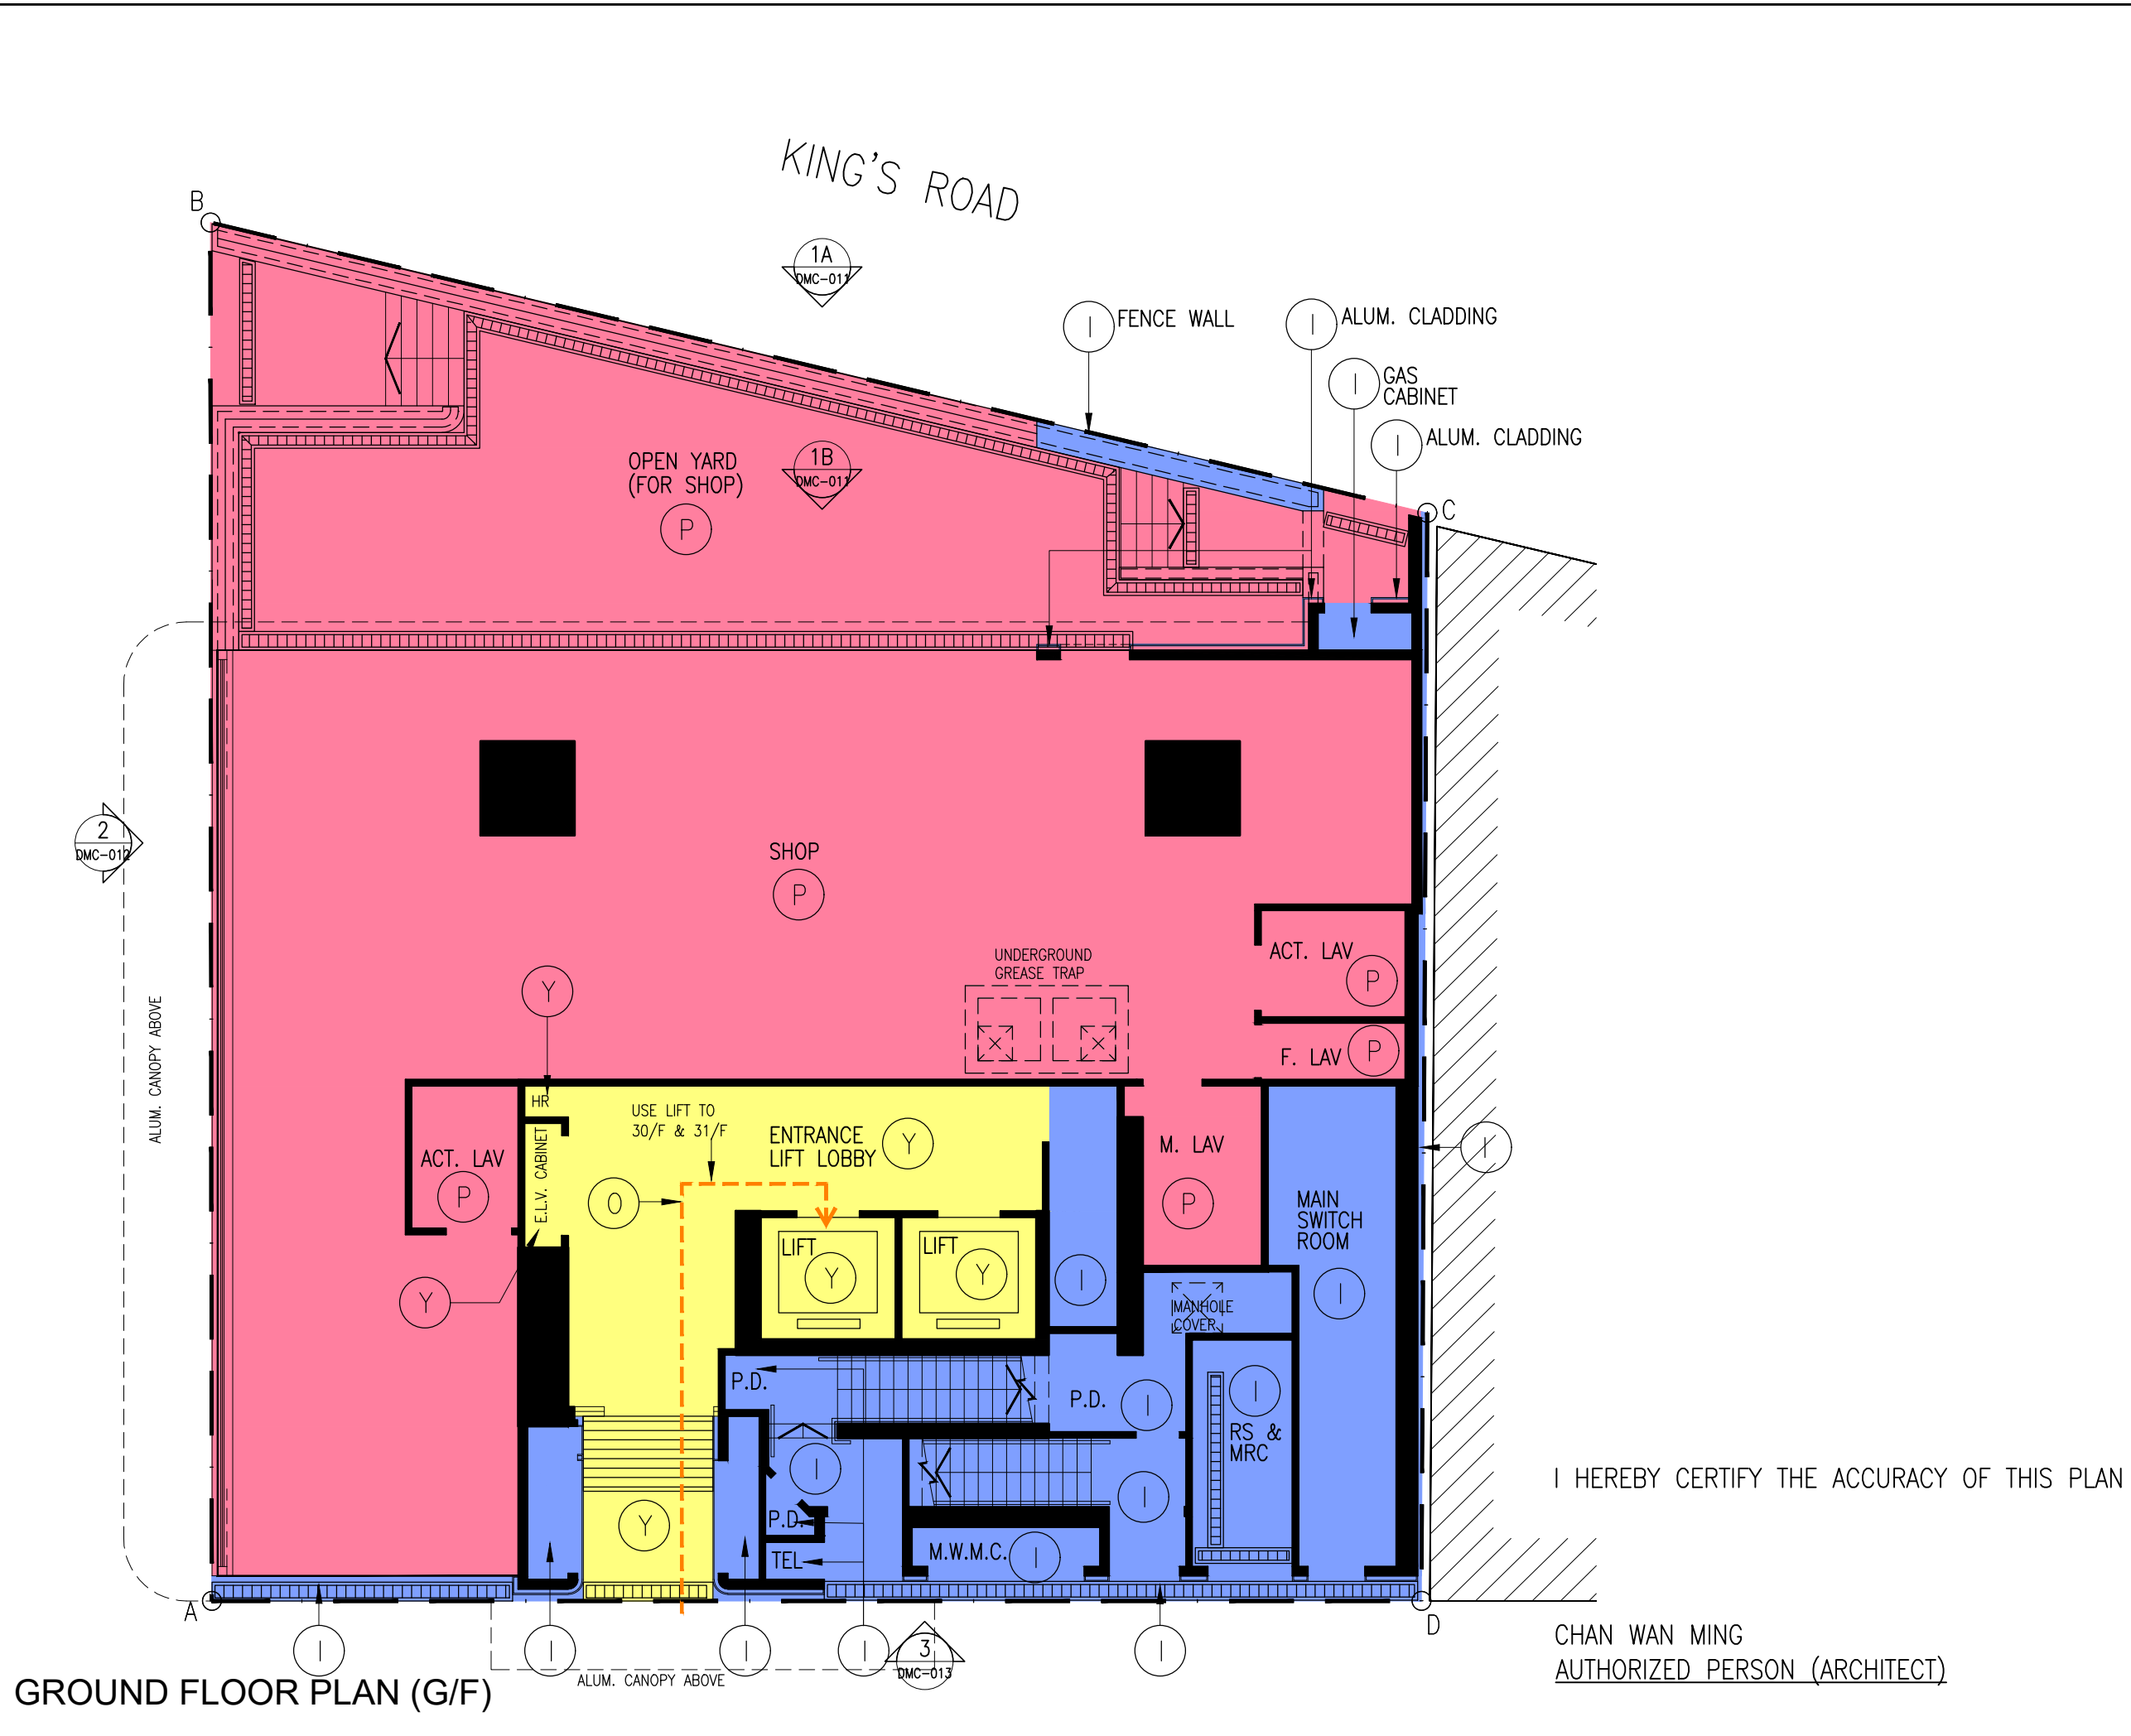 KING'S ROAD
B
1A
DMC-011
I
FENCE WALL
I
ALUM. CLADDING
I
GAS
CABINET
I
ALUM. CLADDING
OPEN YARD
(FOR SHOP)
P
1B
DMC-011
C
2
DMC-012
SHOP
P
ALUM. CANOPY ABOVE
Y
UNDERGROUND
GREASE TRAP
ACT. LAV
P
F. LAV
P
HR
USE LIFT TO
30/F & 31/F
ENTRANCE
LIFT LOBBY
Y
ACT. LAV
P
E.L.V. CABINET
O
M. LAV
P
I
MAIN
SWITCH
ROOM
I
LIFT
Y
LIFT
Y
I
Y
MANHOLE
COVER
P.D.
P.D.
I
I
RS &
MRC
I
I
Y
P.D.
TEL
M.W.M.C.
I
I HEREBY CERTIFY THE ACCURACY OF THIS PLAN
A
D
I
I
I
I
3
DMC-013
I
ALUM. CANOPY ABOVE
GROUND FLOOR PLAN (G/F)
CHAN WAN MING
AUTHORIZED PERSON (ARCHITECT)